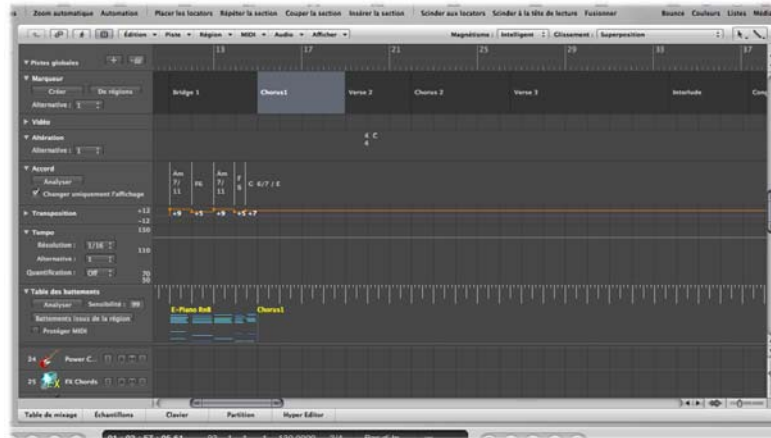 Zoom automatique Automation Placer les locators Répéter la section Couper la section Insérer la section Scinder aux locators Scinder à la tête de lecture Fusionner Bounce Couleurs Listes Média
Édition Piste Région MIDI Audio Afficher Magnétisme : Intelligent Glissement : Superposition
13 17 21 25 29 33 37
Pistes globales
Marqueur
Créer De régions
Alternative : 1
Bridge 1 Chorus1 Verse 2 Chorus 2 Verse 3 Interlude
Vidéo
Altération
Alternative : 1
4 C
4
Accord
Analyser
Changer uniquement l'affichage
Am 7/ 11 F6 Am 7/ 11 F 6 C 6/7 / E
Transposition +12
-12
+9 +5 +9 +5 +7
Tempo 150
Résolution : 1/16
110
Alternative : 1
Quantification : Off 70
50
Table des battements
Analyser Sensibilité : 99
Battements issus de la région
Protéger MIDI
E-Piano RnB Chorus1
24 Power C...
25 FX Chords
Table de mixage Échantillons Clavier Partition Hyper Editor